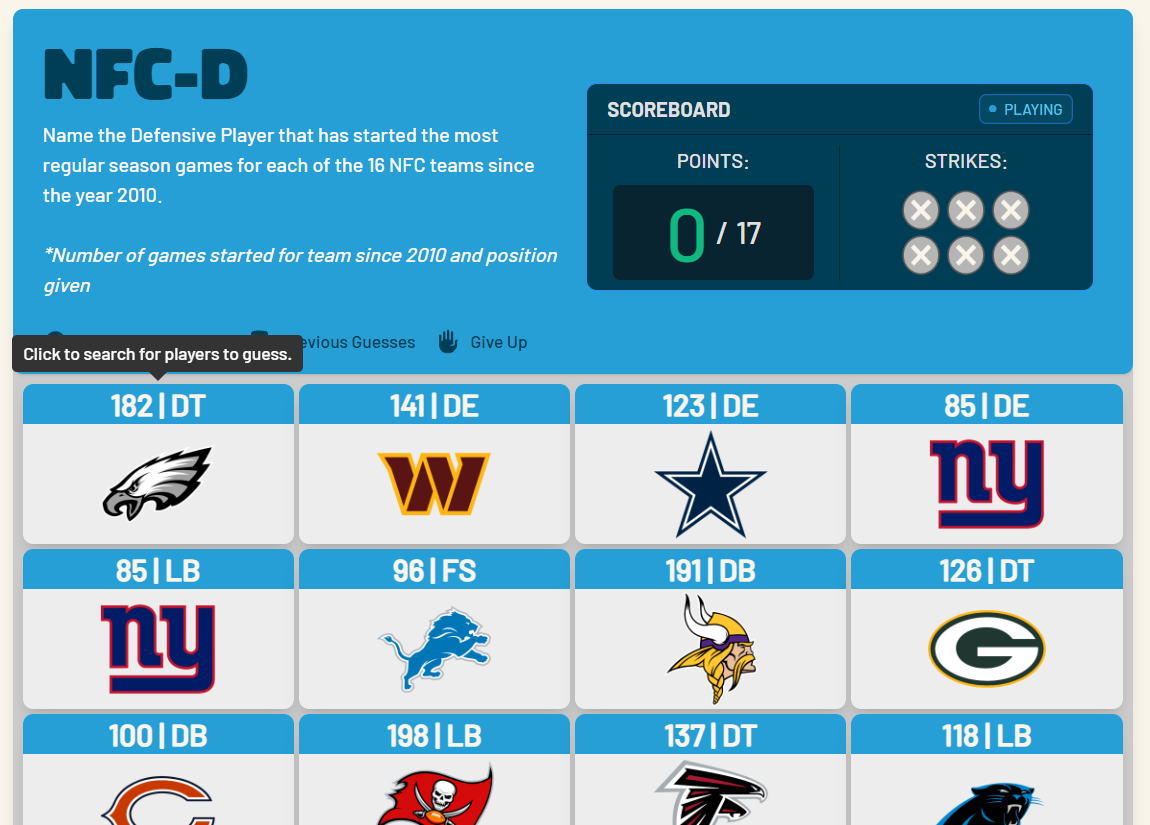 NFC-D
Name the Defensive Player that has started the most
regular season games for each of the 16 NFC teams since
the year 2010.
*Number of games started for team since 2010 and position
given
SCOREBOARD
PLAYING
POINTS:
STRIKES:
0 / 17
evious Guesses
Give Up
Click to search for players to guess.
182 | DT
141 | DE
123 | DE
85 | DE
W
ny
85 | LB
96 | FS
191 | DB
126 | DT
ny
G
100 | DB
198 | LB
137 | DT
118 | LB
C